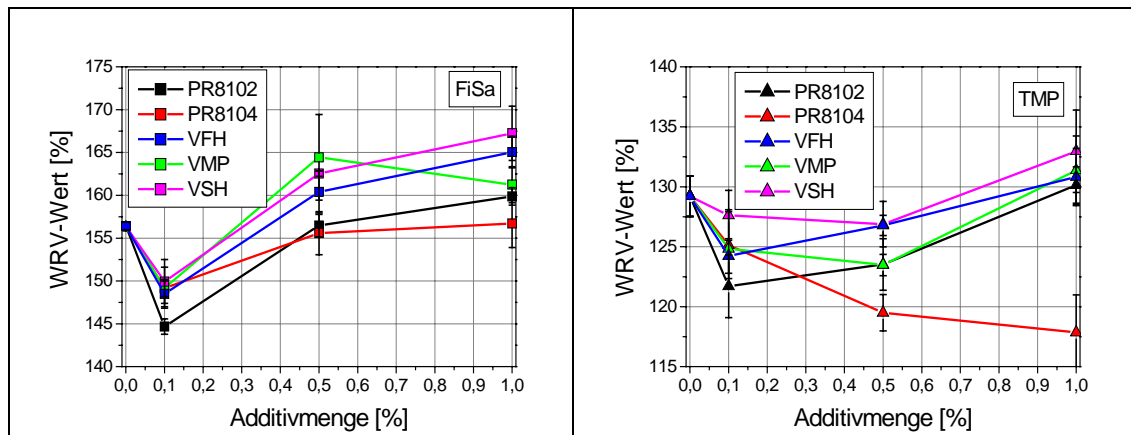 175
170
165
160
155
150
145
140
WRV-Wert [%]
PR8102
PR8104
VFH
VMP
VSH
FiSa
0,0 0,1 0,2 0,3 0,4 0,5 0,6 0,7 0,8 0,9 1,0
Additivmenge [%]
140
135
130
125
120
115
WRV-Wert [%]
PR8102
PR8104
VFH
VMP
VSH
TMP
0,0 0,1 0,2 0,3 0,4 0,5 0,6 0,7 0,8 0,9 1,0
Additivmenge [%]